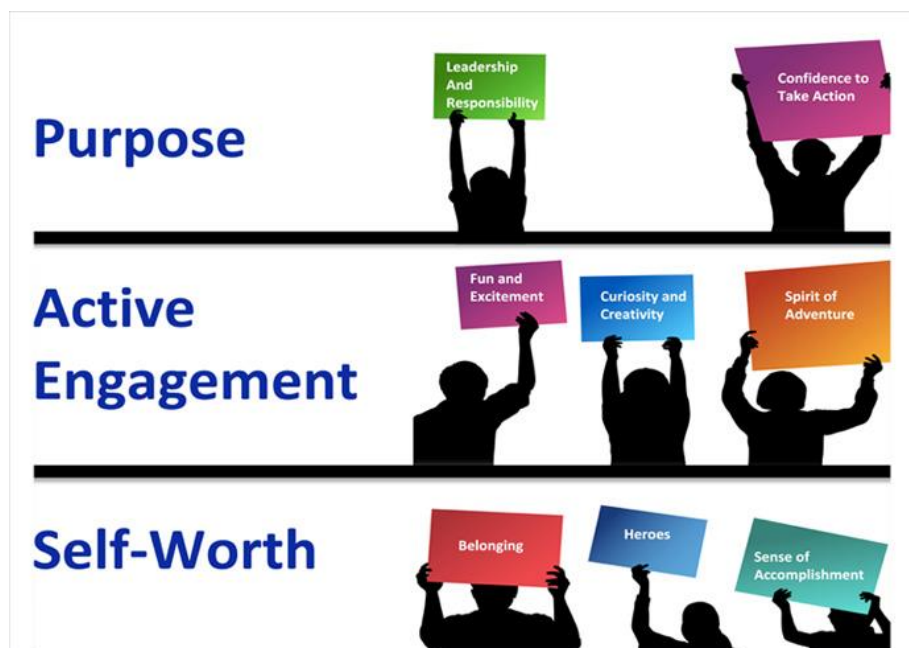 Purpose
Leadership
And
Responsibility
Confidence to
Take Action
Active
Engagement
Fun and
Excitement
Curiosity and
Creativity
Spirit of
Adventure
Self-Worth
Belonging
Heroes
Sense of
Accomplishment